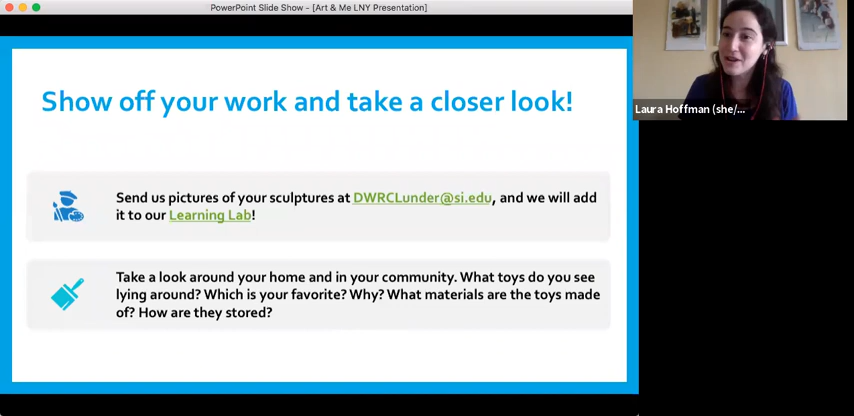 PowerPoint Slide Show - [Art & Me LNY Presentation]
Show off your work and take a closer look!
Send us pictures of your sculptures at DWRCLunder@si.edu, and we will add
it to our Learning Lab!
Take a look around your home and in your community. What toys do you see
lying around? Which is your favorite? Why? What materials are the toys made
of? How are they stored?
Laura Hoffman (she/...